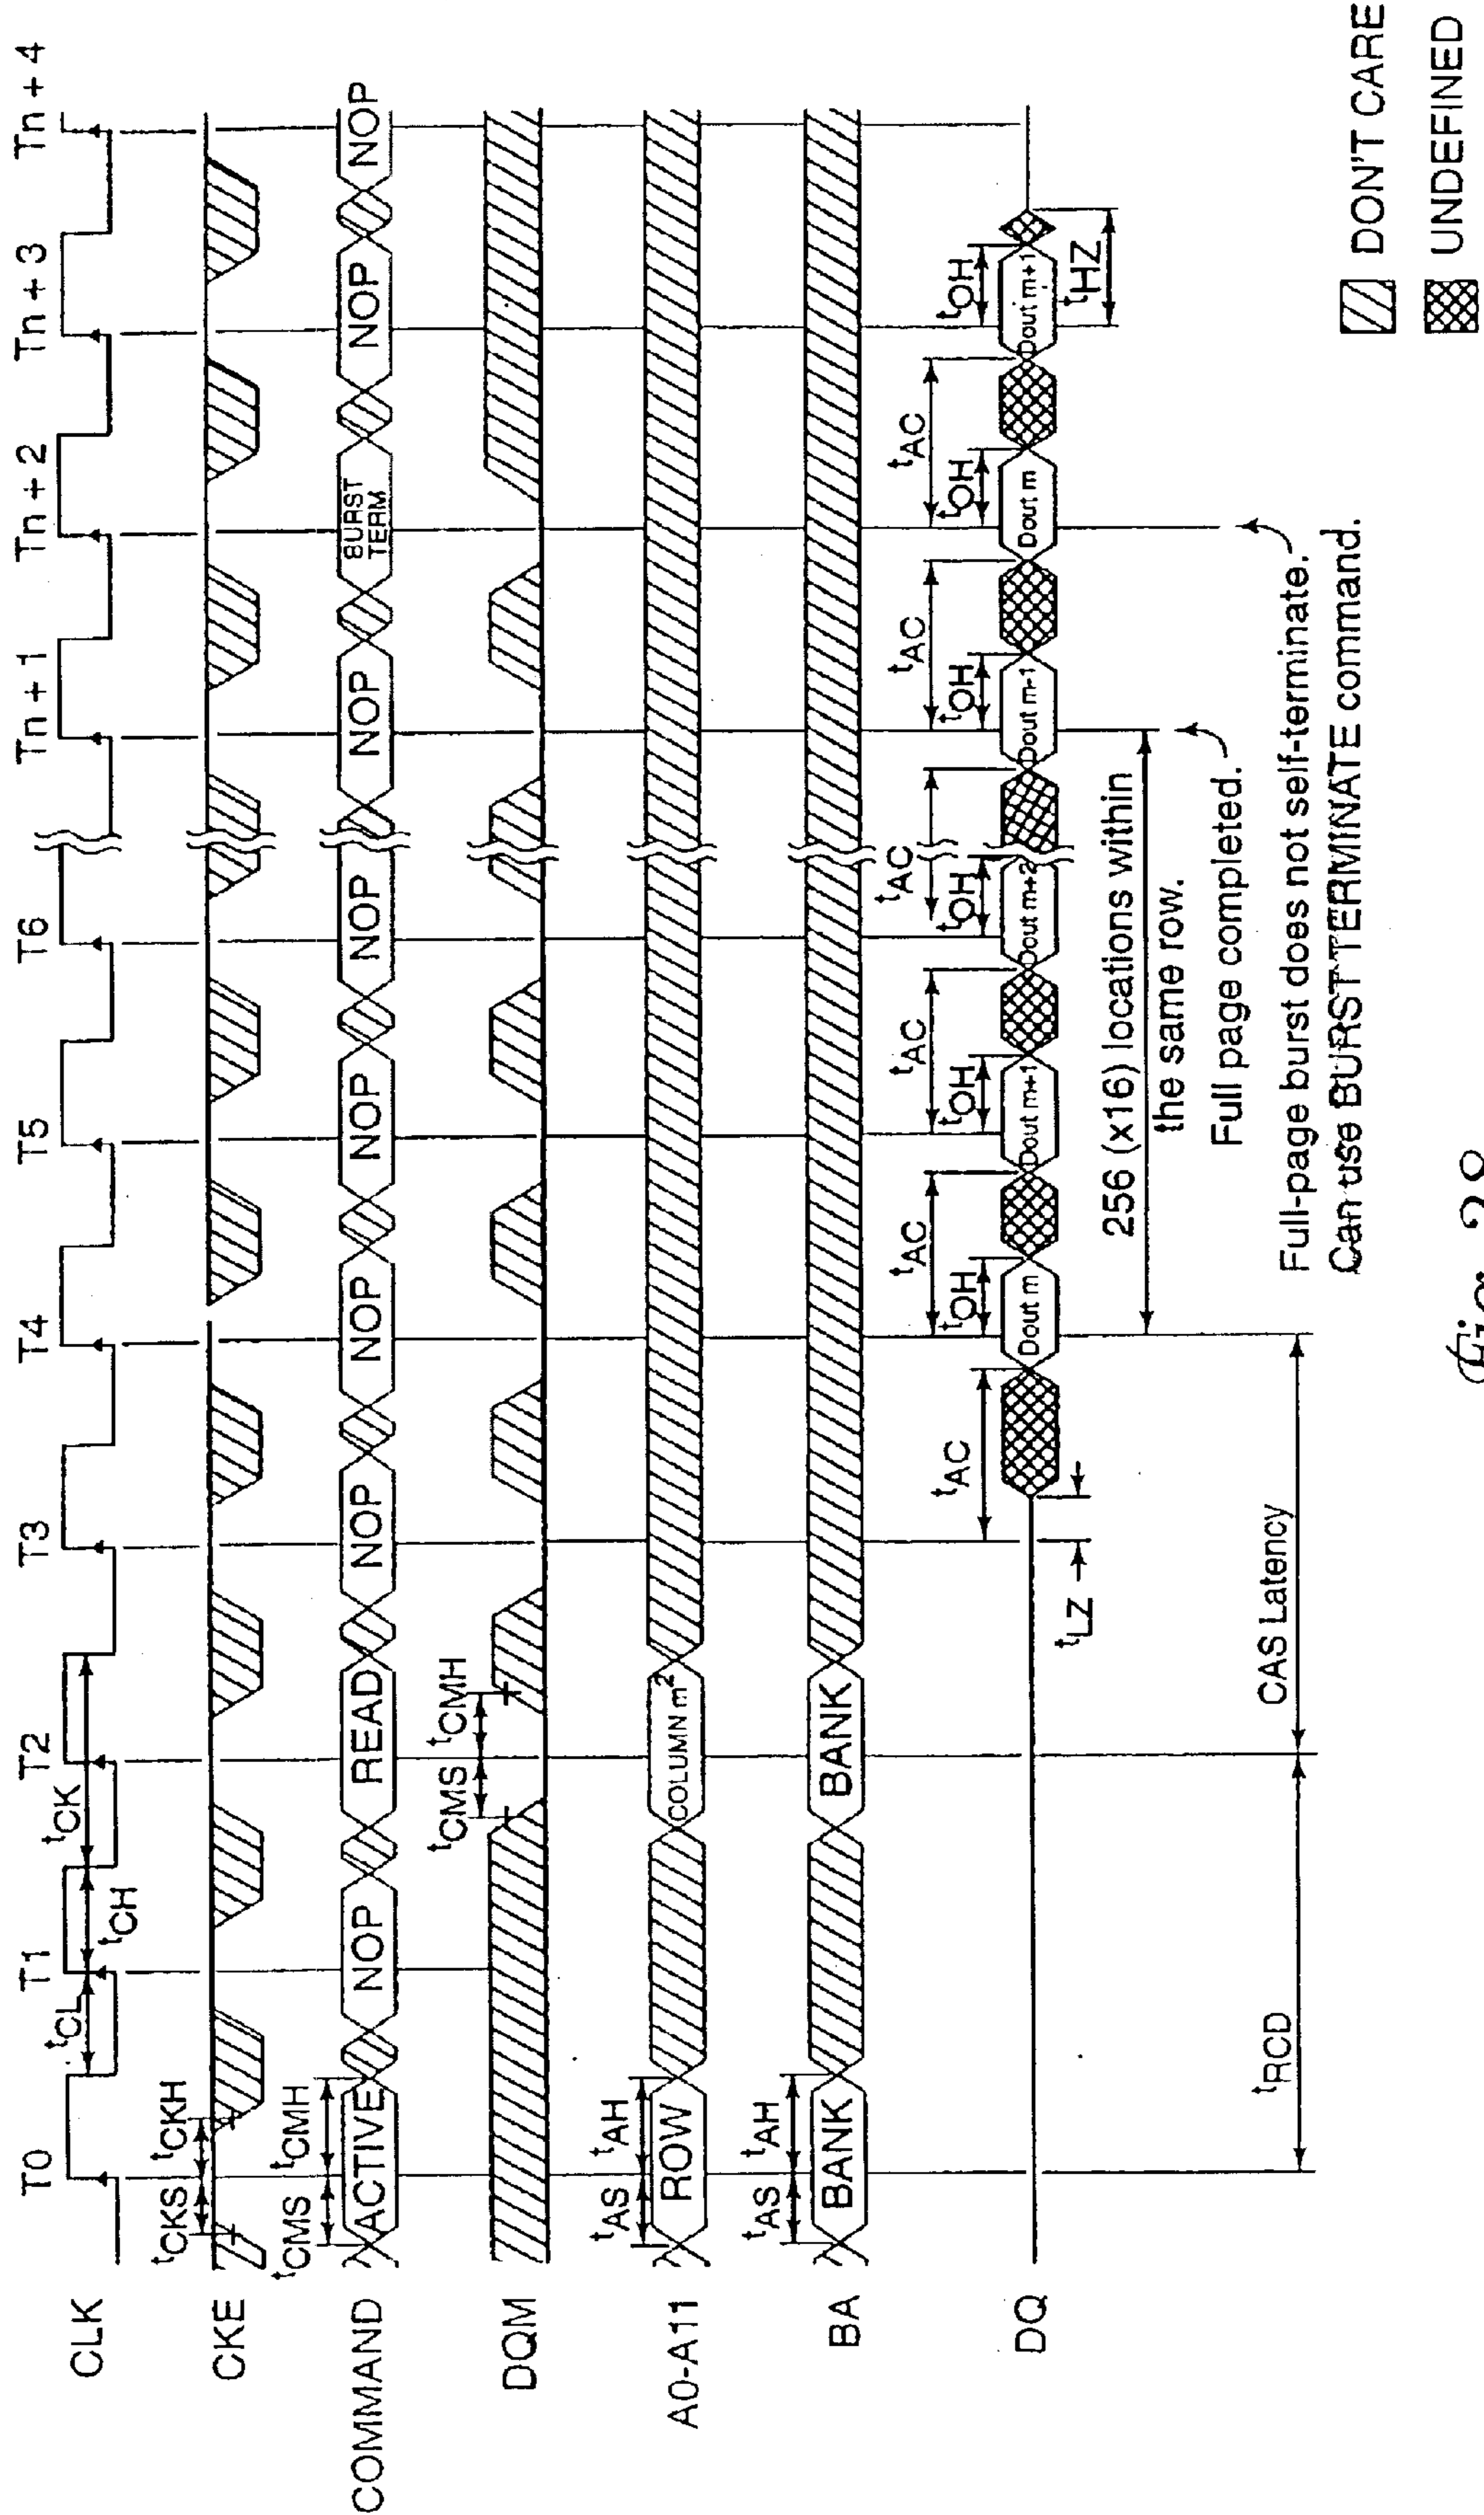 T0 T1 T2 T3 T4 T5 T6 Tn + 1 Tn + 2 Tn + 3 Tn + 4
CLK
tCL tCK
tCH
tCKS tCKH
CKE
tCMS tCMH
COMMAND ACTIVE NOP READ NOP NOP NOP NOP NOP BURST TERM NOP NOP
tCMS tCMH
DQM
tAS tAH
A0-A11 ROW COLUMN m2
tAS tAH
BA BANK BANK
tAC tAC tAC tAC tAC
tAC tOH tOH tOH tOH tOH tOH
DQ Dout m Dout m+1 Dout m+2 Dout m-1 Dout m Dout m+1
tLZ tHZ
256 (x16) locations within
the same row.
Full page completed.
tRCD CAS Latency
Full-page burst does not self-terminate.
Can use BURST TERMINATE command.
DON'T CARE
UNDEFINED
Fig. 28